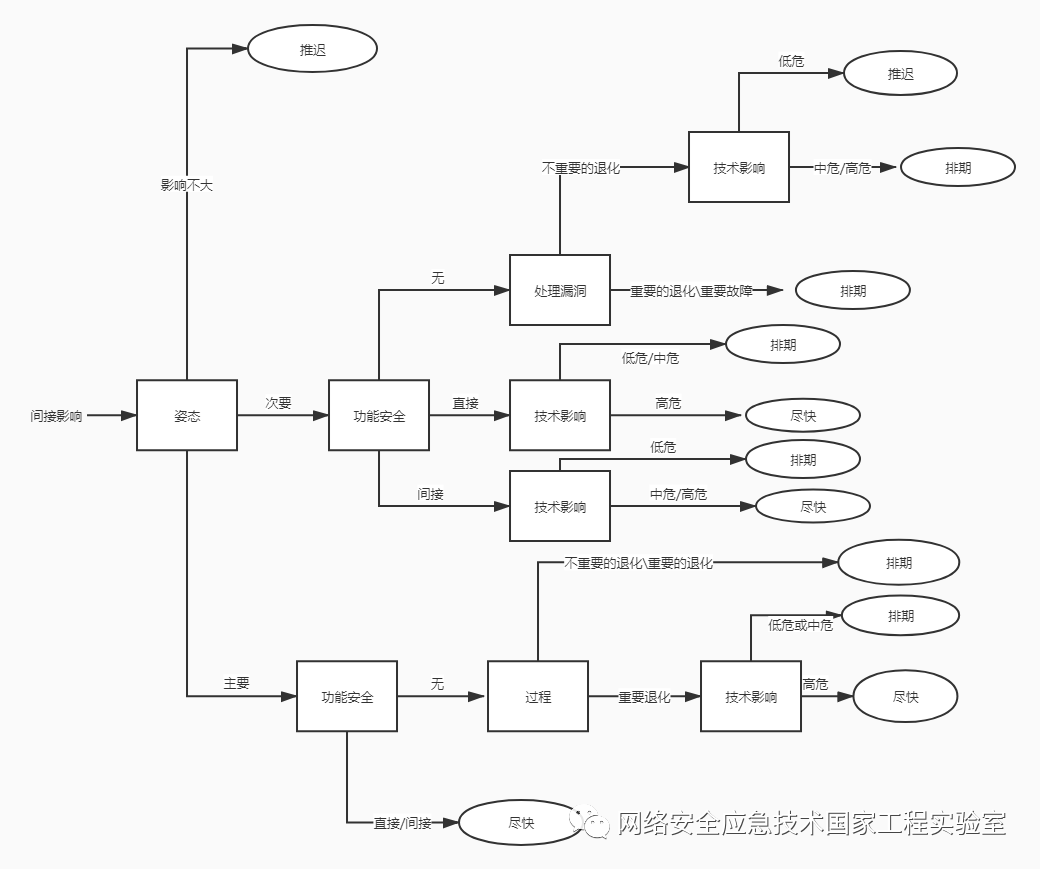 推迟
低危
推迟
技术影响
中危/高危
排期
不重要的退化
影响不大
无
处理漏洞
重要的退化\重要故障
排期
低危/中危
排期
间接影响
姿态
次要
功能安全
直接
技术影响
高危
尽快
低危
排期
间接
技术影响
中危/高危
尽快
不重要的退化\重要的退化
排期
低危或中危
排期
主要
功能安全
无
过程
重要退化
技术影响
高危
尽快
直接/间接
尽快
网络安全应急技术国家工程实验室